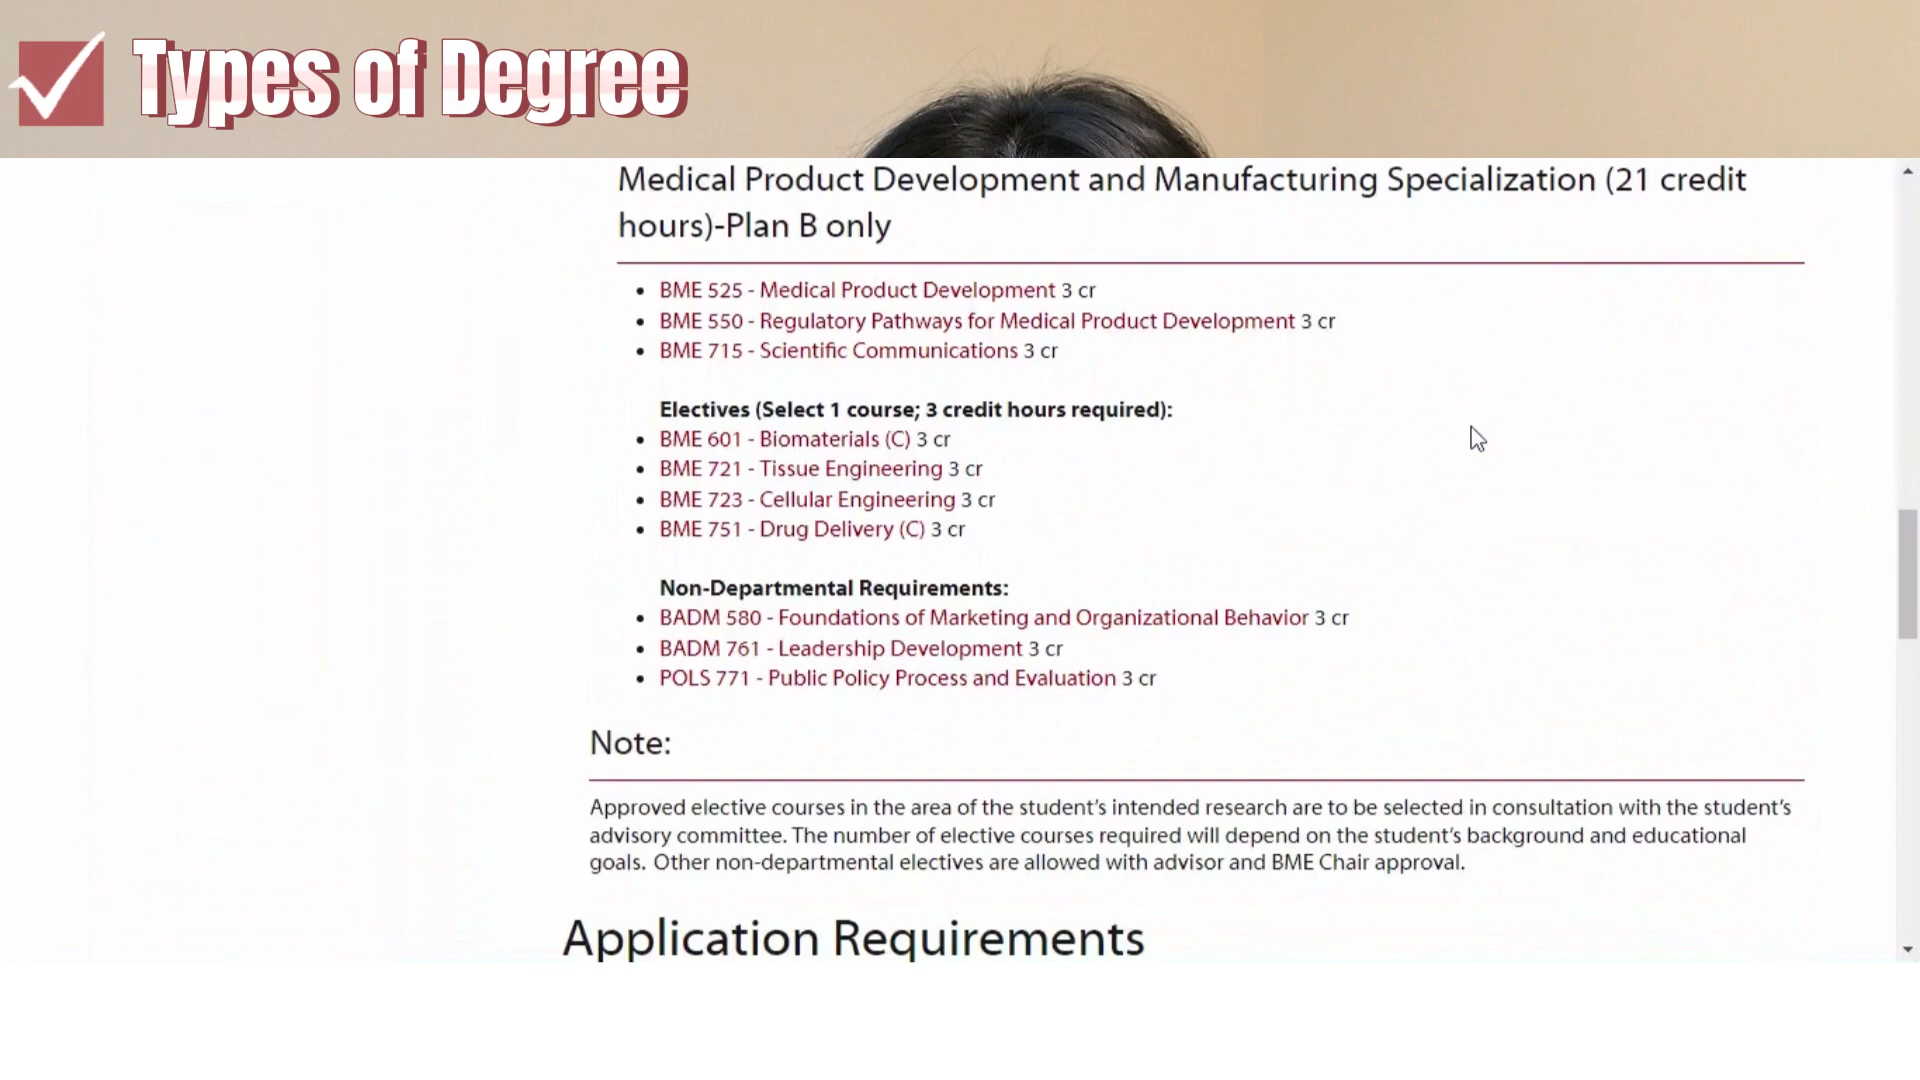 Types of Degree
Medical Product Development and Manufacturing Specialization (21 credit
hours)-Plan B only
• BME 525 - Medical Product Development 3 cr
• BME 550 - Regulatory Pathways for Medical Product Development 3 cr
• BME 715 - Scientific Communications 3 cr
Electives (Select 1 course; 3 credit hours required):
• BME 601 - Biomaterials (C) 3 cr
• BME 721 - Tissue Engineering 3 cr
• BME 723 - Cellular Engineering 3 cr
• BME 751 - Drug Delivery (C) 3 cr
Non-Departmental Requirements:
• BADM 580 - Foundations of Marketing and Organizational Behavior 3 cr
• BADM 761 - Leadership Development 3 cr
• POLS 771 - Public Policy Process and Evaluation 3 cr
Note:
Approved elective courses in the area of the student’s intended research are to be selected in consultation with the student’s
advisory committee. The number of elective courses required will depend on the student’s background and educational
goals. Other non-departmental electives are allowed with advisor and BME Chair approval.
Application Requirements